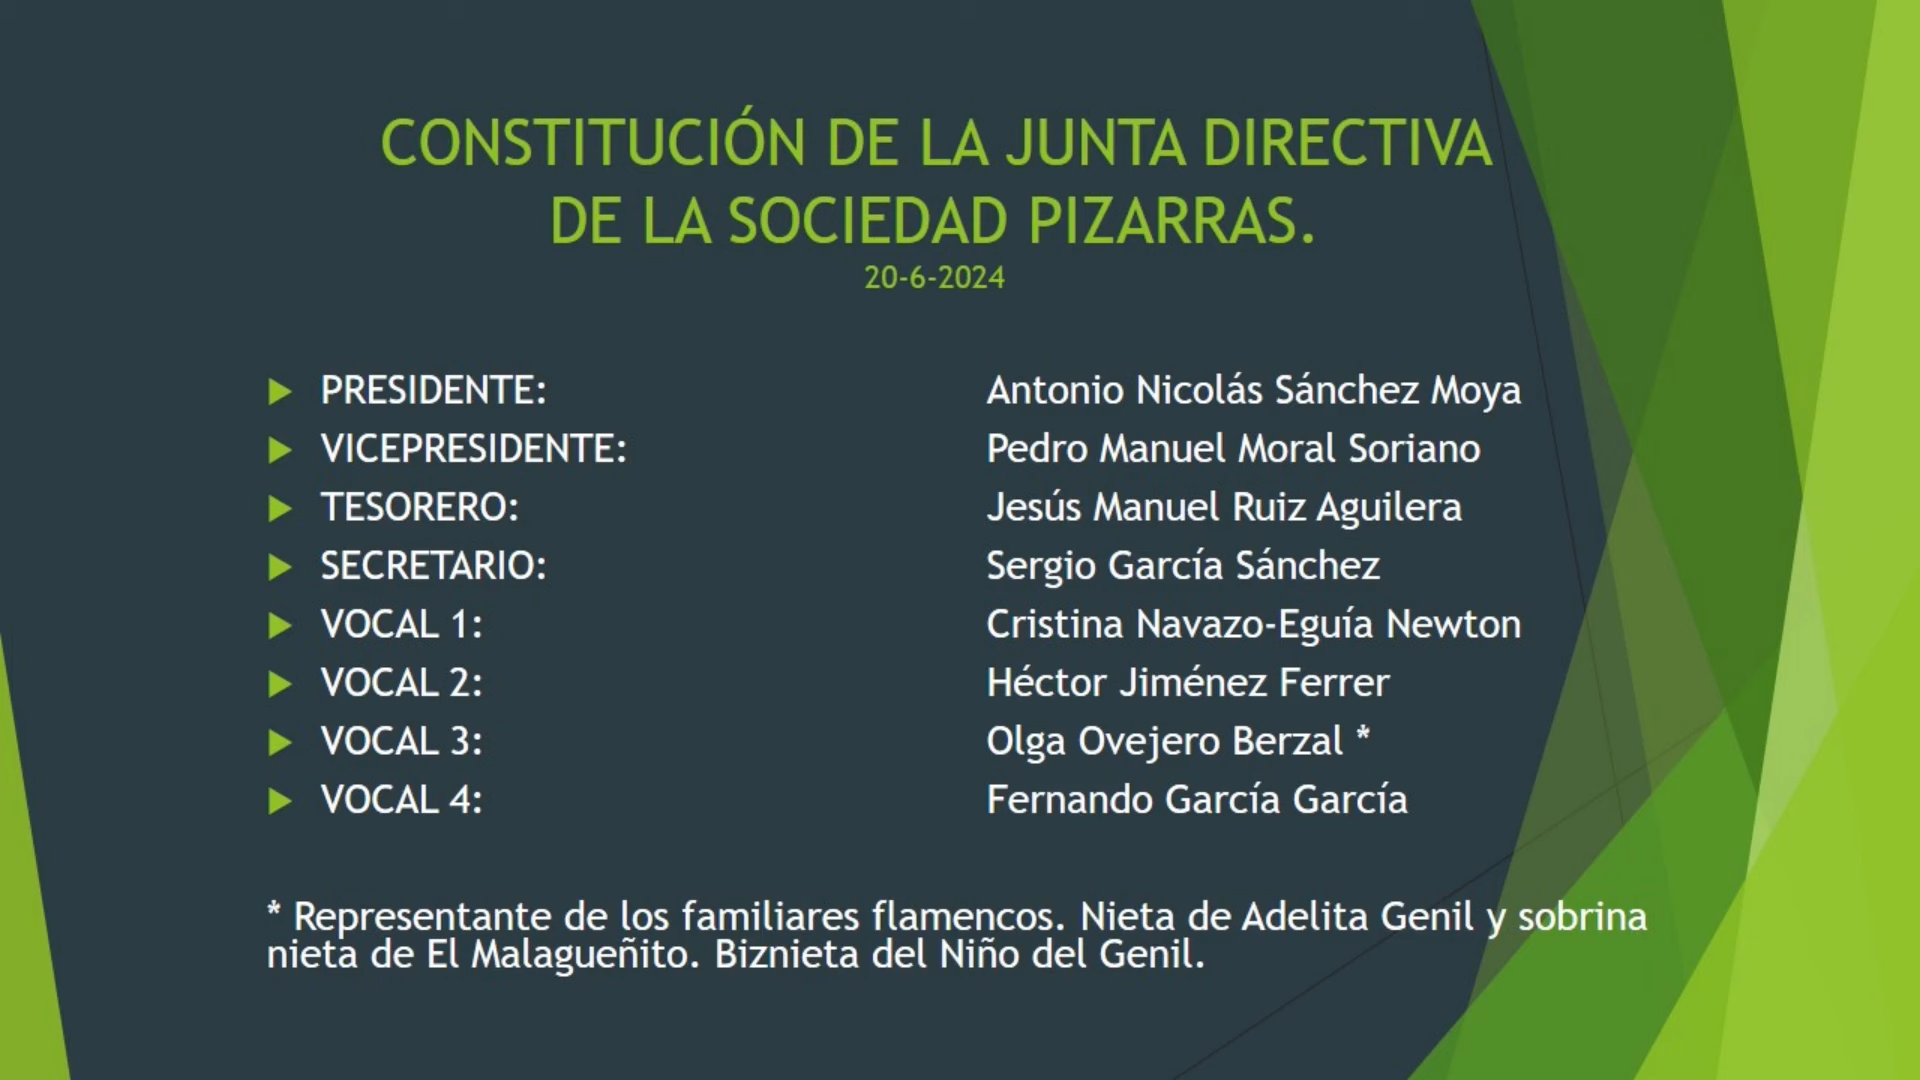 CONSTITUCIÓN DE LA JUNTA DIRECTIVA
DE LA SOCIEDAD PIZARRAS.
20-6-2024
PRESIDENTE: Antonio Nicolás Sánchez Moya
VICEPRESIDENTE: Pedro Manuel Moral Soriano
TESORERO: Jesús Manuel Ruiz Aguilera
SECRETARIO: Sergio García Sánchez
VOCAL 1: Cristina Navazo-Eguía Newton
VOCAL 2: Héctor Jiménez Ferrer
VOCAL 3: Olga Ovejero Berzal *
VOCAL 4: Fernando García García
* Representante de los familiares flamencos. Nieta de Adelita Genil y sobrina
nieta de El Malagueñito. Biznieta del Niño del Genil.